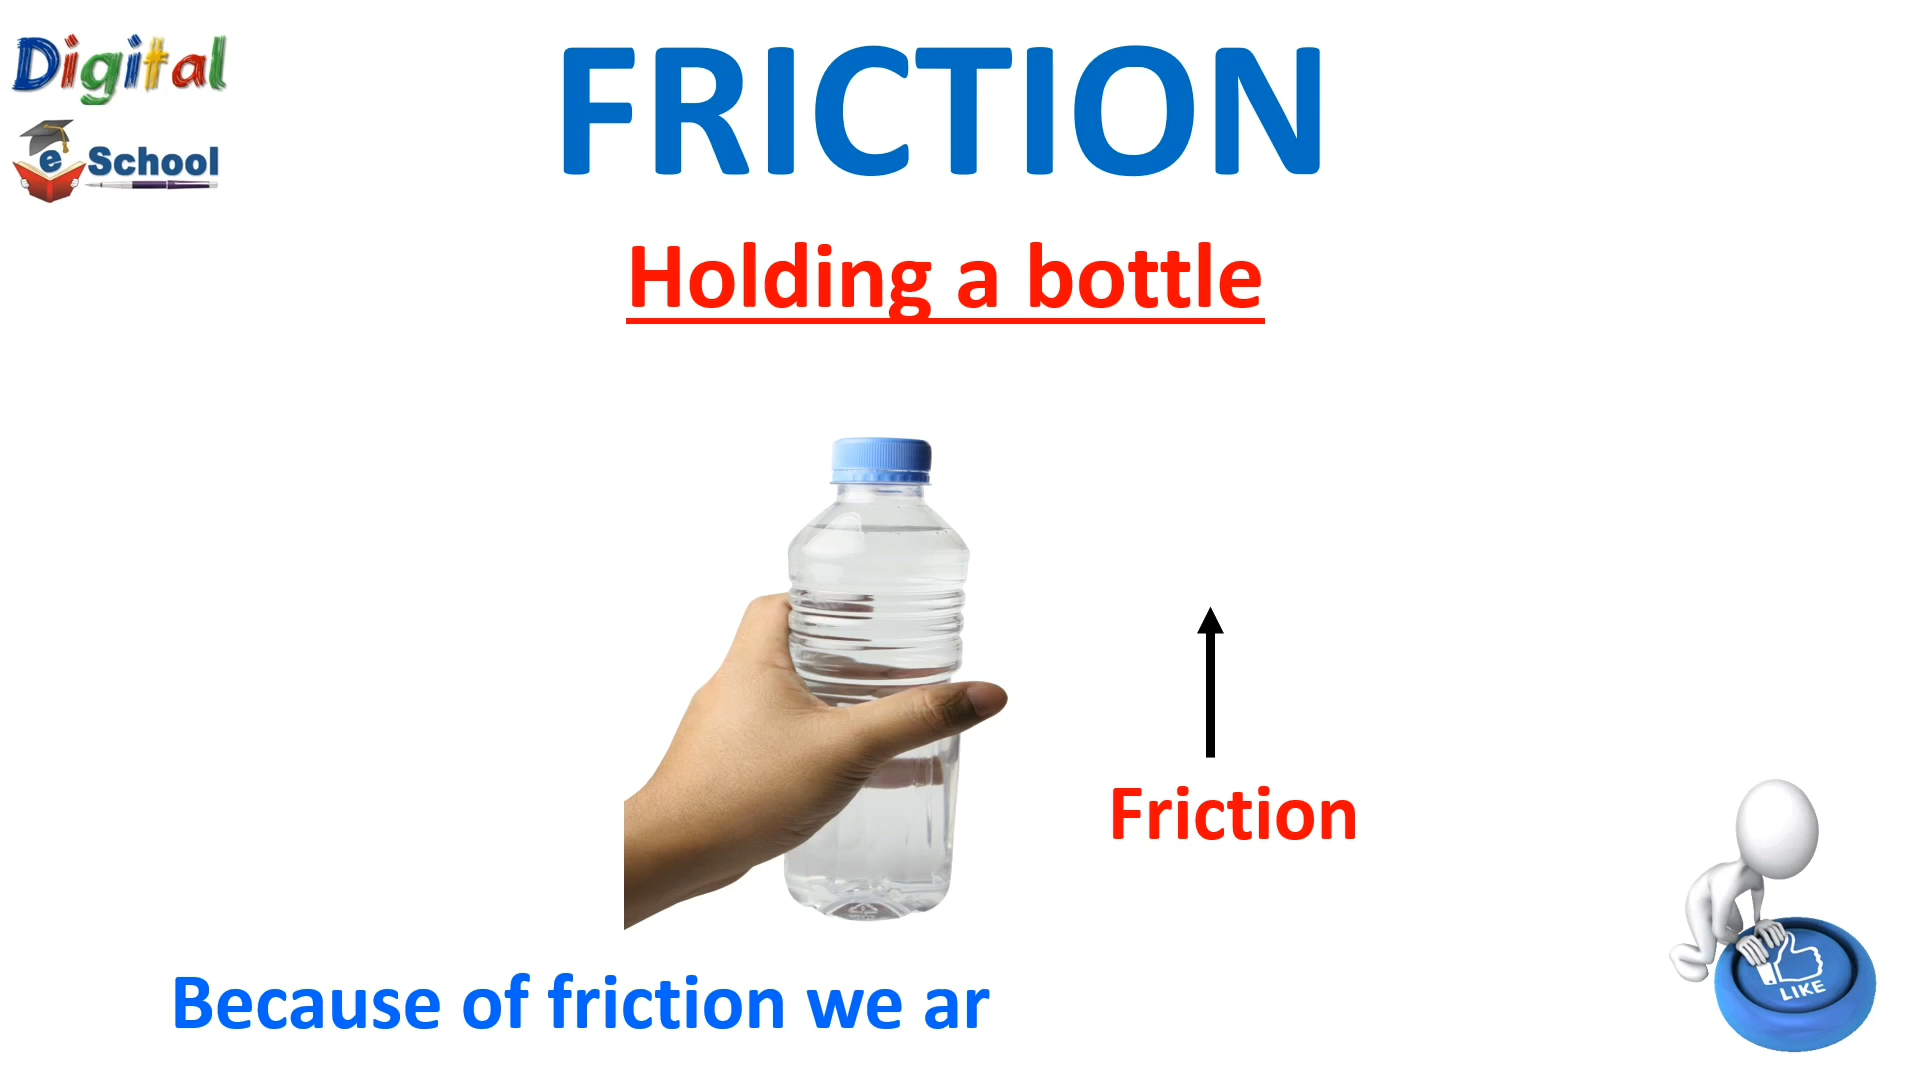 Digital
e School
FRICTION
Holding a bottle
Friction
LIKE
Because of friction we ar